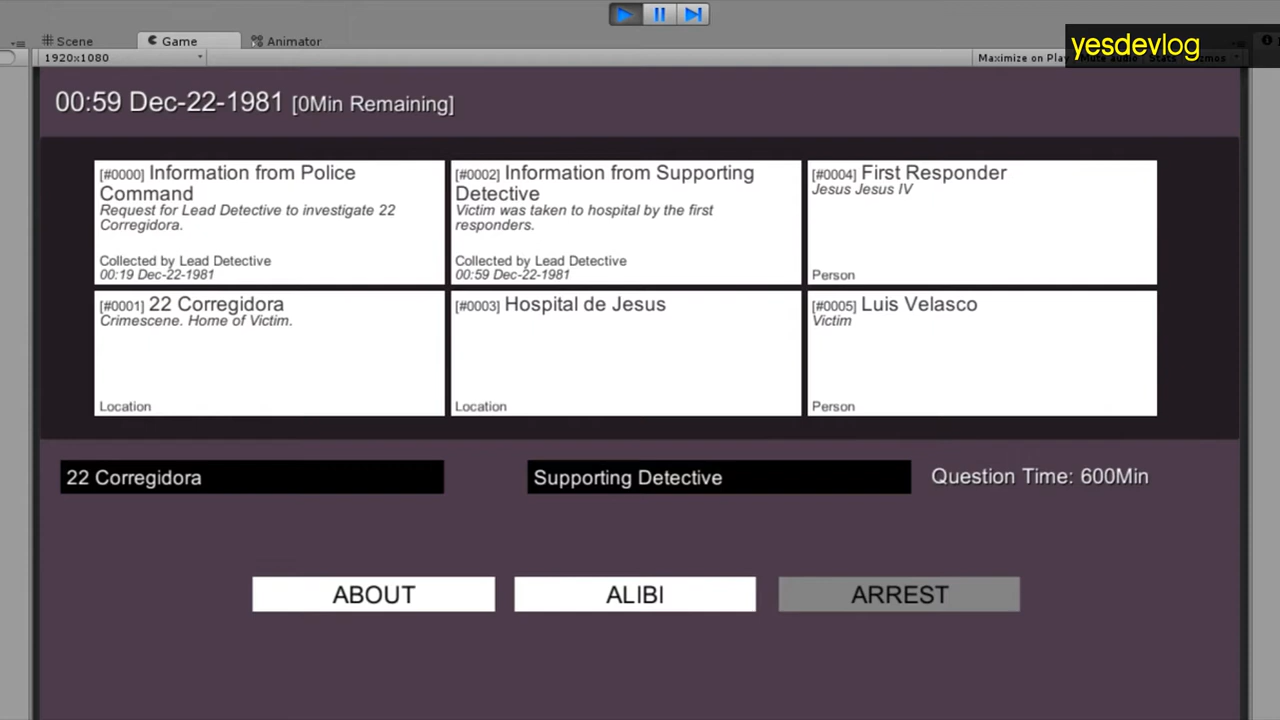 Scene
Game
Animator
yesdevlog
1920x1080
Maximize on Play
Mute audio
Stats
00:59 Dec-22-1981 [0Min Remaining]
[#0000] Information from Police
Command
Request for Lead Detective to investigate 22
Corregidora.
Collected by Lead Detective
00:19 Dec-22-1981
[#0002] Information from Supporting
Detective
Victim was taken to hospital by the first
responders.
Collected by Lead Detective
00:59 Dec-22-1981
[#0004] First Responder
Jesus Jesus IV
Person
[#0001] 22 Corregidora
Crimescene. Home of Victim.
Location
[#0003] Hospital de Jesus
Location
[#0005] Luis Velasco
Victim
Person
22 Corregidora
Supporting Detective
Question Time: 600Min
ABOUT
ALIBI
ARREST